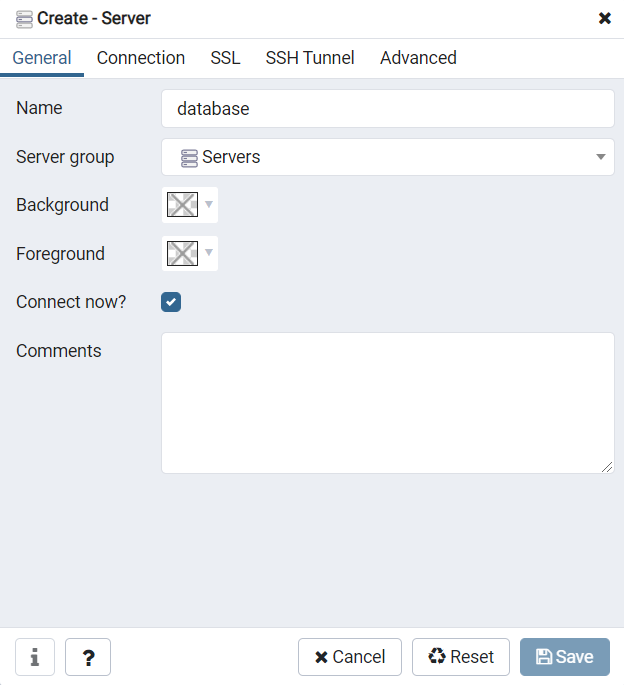 Create - Server
General Connection SSL SSH Tunnel Advanced
Name database
Server group Servers
Background
Foreground
Connect now?
Comments
i ? Cancel Reset Save